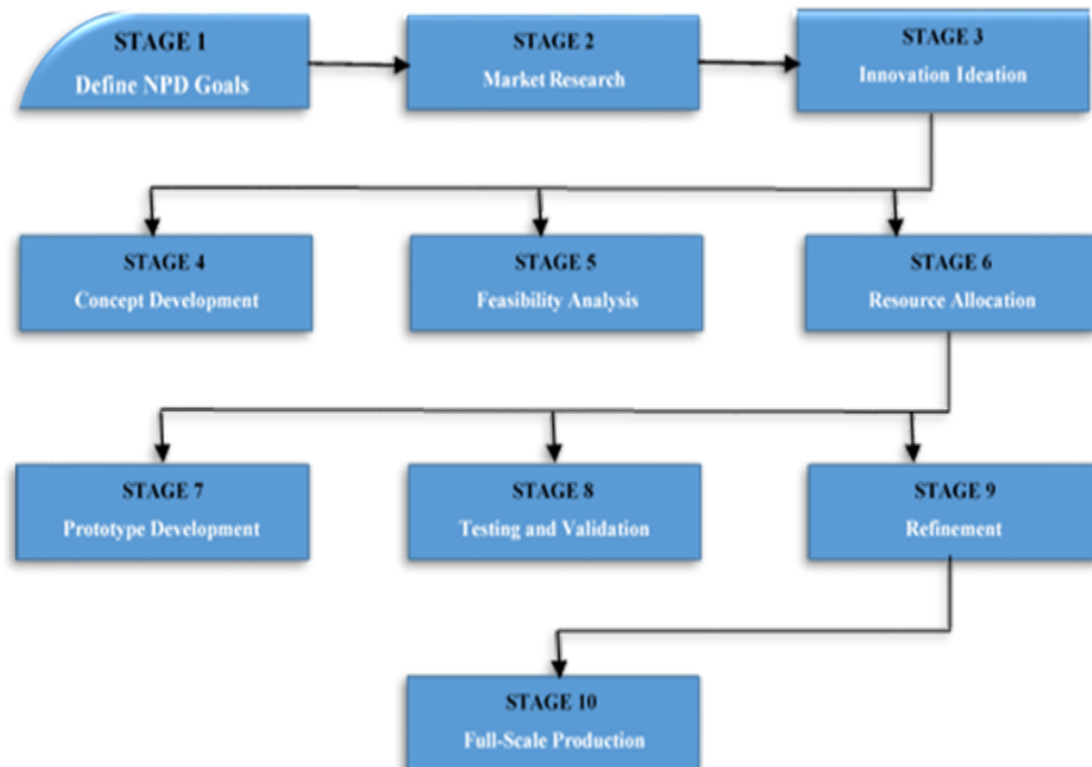 STAGE 1
Define NPD Goals
STAGE 2
Market Research
STAGE 3
Innovation Ideation
STAGE 4
Concept Development
STAGE 5
Feasibility Analysis
STAGE 6
Resource Allocation
STAGE 7
Prototype Development
STAGE 8
Testing and Validation
STAGE 9
Refinement
STAGE 10
Full-Scale Production